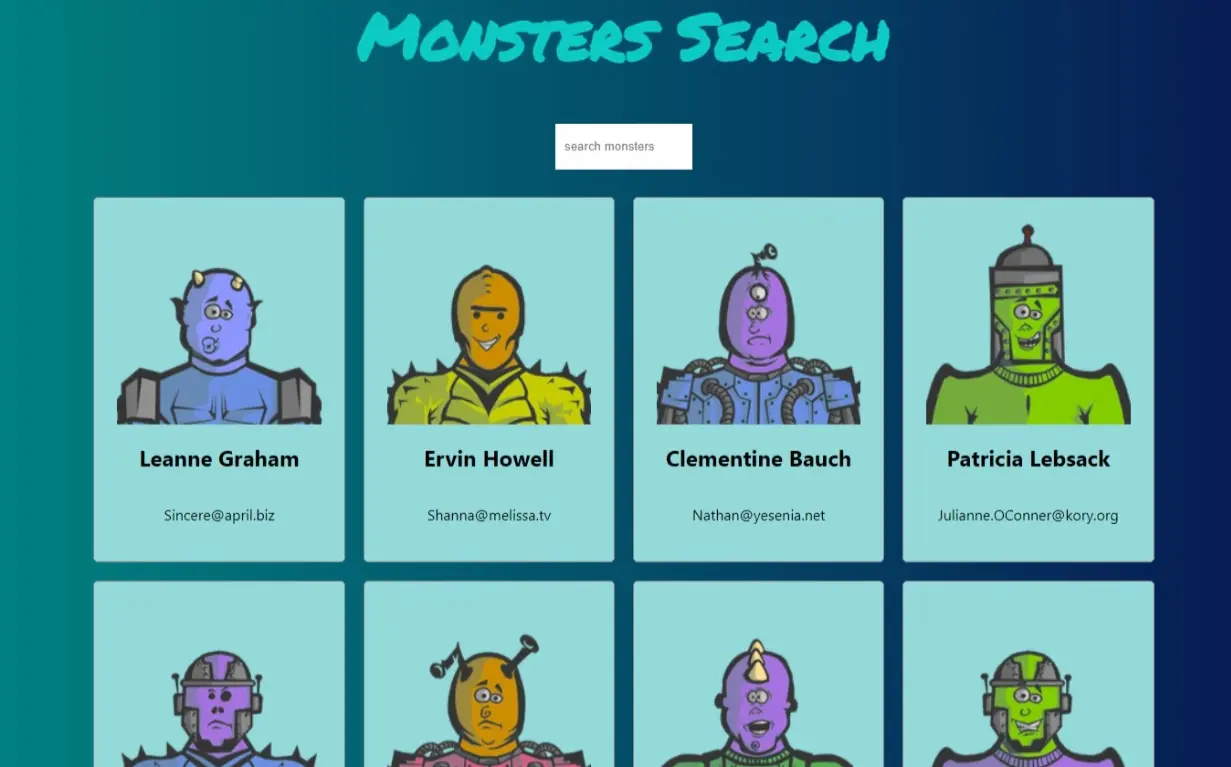 Monsters Search
search monsters
Leanne Graham
Ervin Howell
Clementine Bauch
Patricia Lebsack
Sincere@april.biz
Shanna@melissa.tv
Nathan@yesenia.net
Julianne.OConner@kory.org